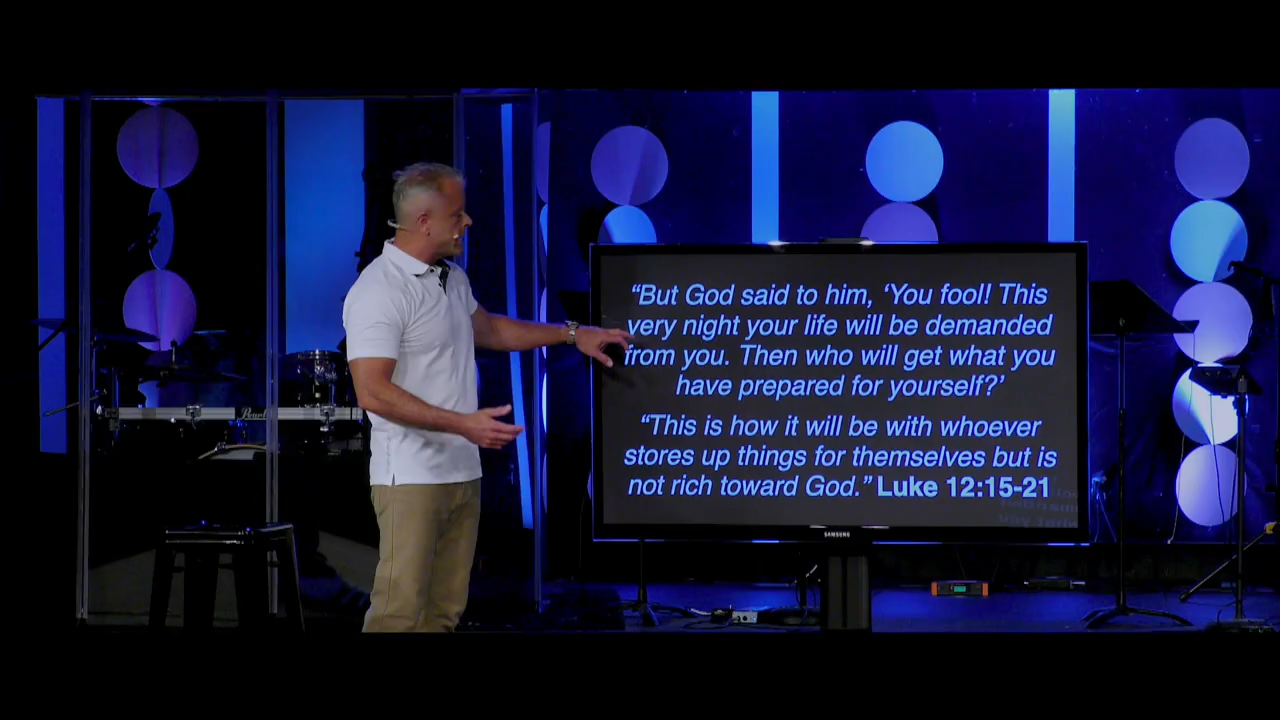 “But God said to him, ‘You fool! This
very night your life will be demanded
from you. Then who will get what you
have prepared for yourself?’
“This is how it will be with whoever
stores up things for themselves but is
not rich toward God.” Luke 12:15-21
SAMSUNG
Pearl